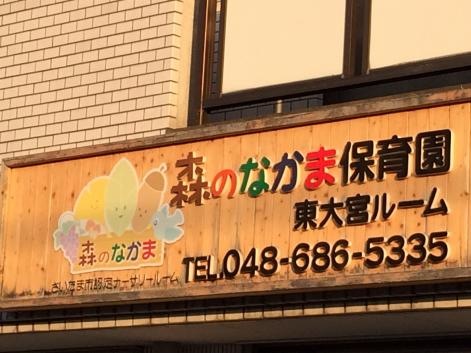 森のなかま保育園
東大宮ルーム
森のなかま
TEL.048-686-5335
さいたま市認定ナーサリールーム